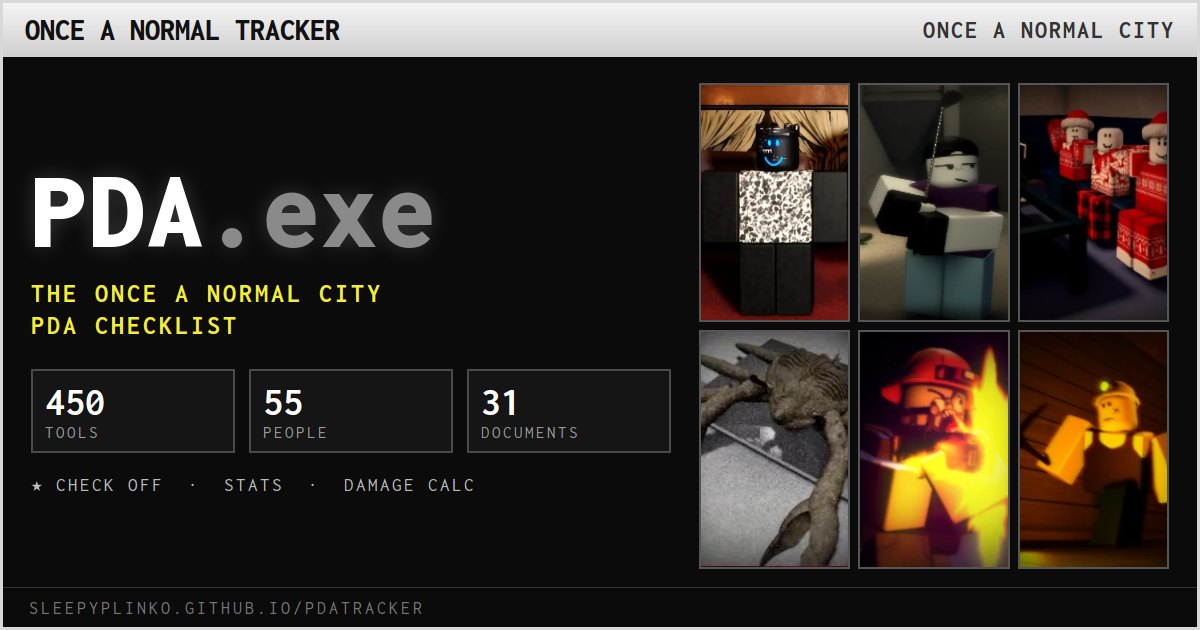 ONCE A NORMAL TRACKER
ONCE A NORMAL CITY
PDA.exe
THE ONCE A NORMAL CITY
PDA CHECKLIST
450
TOOLS
55
PEOPLE
31
DOCUMENTS
★ CHECK OFF · STATS · DAMAGE CALC
SLEEPYPLINKO.GITHUB.IO/PDATRACKER